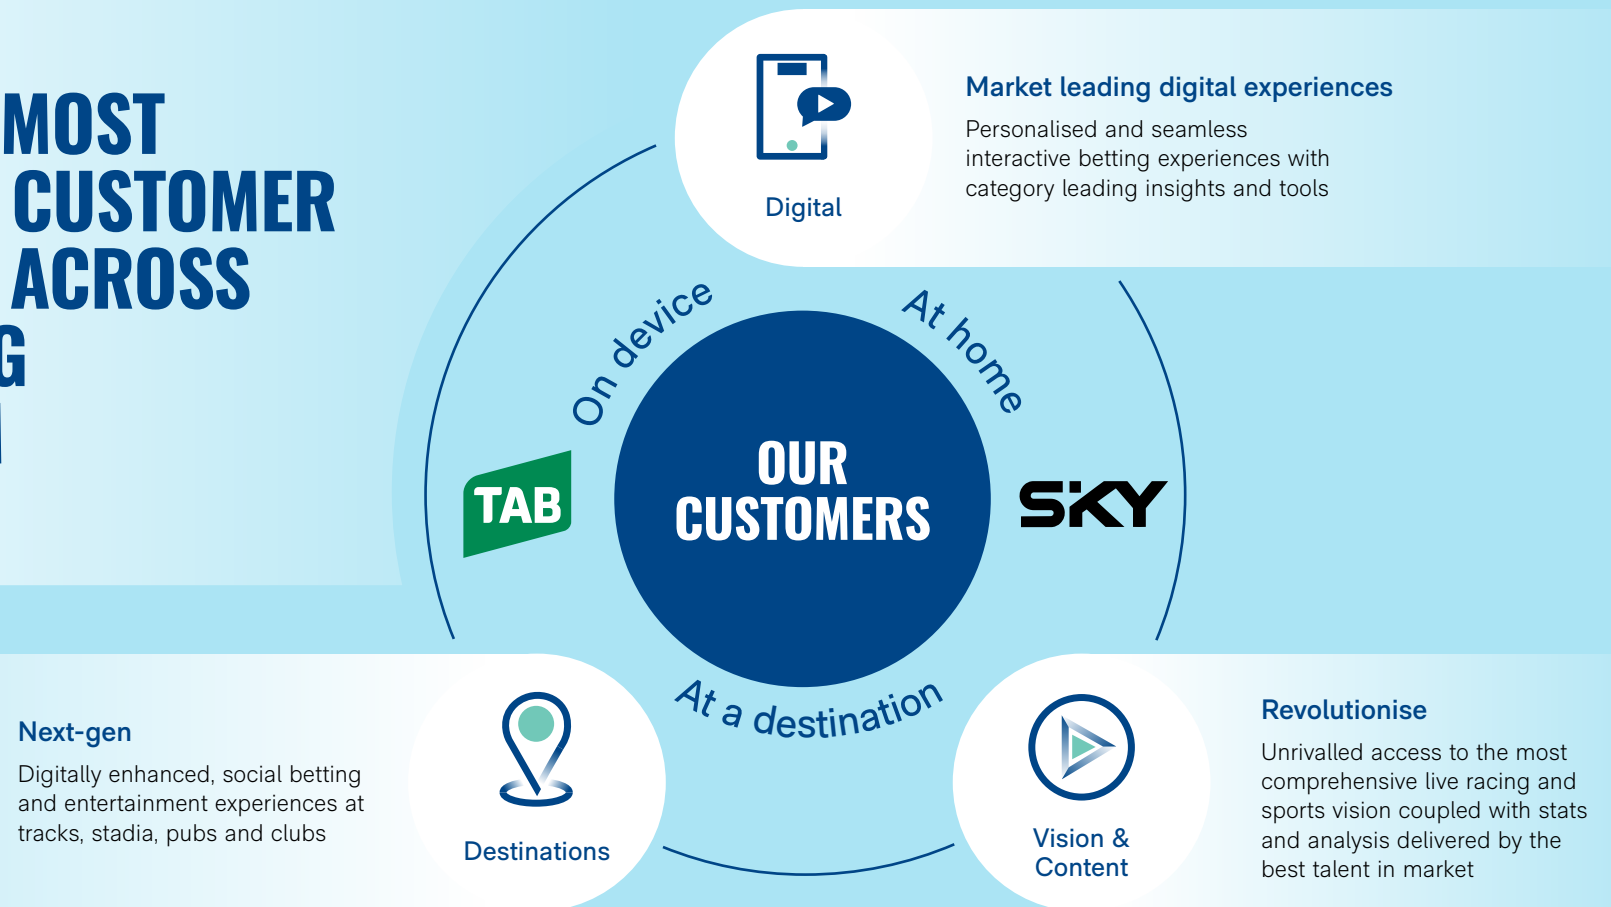 MOST
CUSTOMER
ACROSS
G
Digital
Market leading digital experiences
Personalised and seamless
interactive betting experiences with
category leading insights and tools
On device
At home
TAB
OUR
CUSTOMERS
SKY
At a destination
Next-gen
Digitally enhanced, social betting
and entertainment experiences at
tracks, stadia, pubs and clubs
Destinations
Vision &
Content
Revolutionise
Unrivalled access to the most
comprehensive live racing and
sports vision coupled with stats
and analysis delivered by the
best talent in market